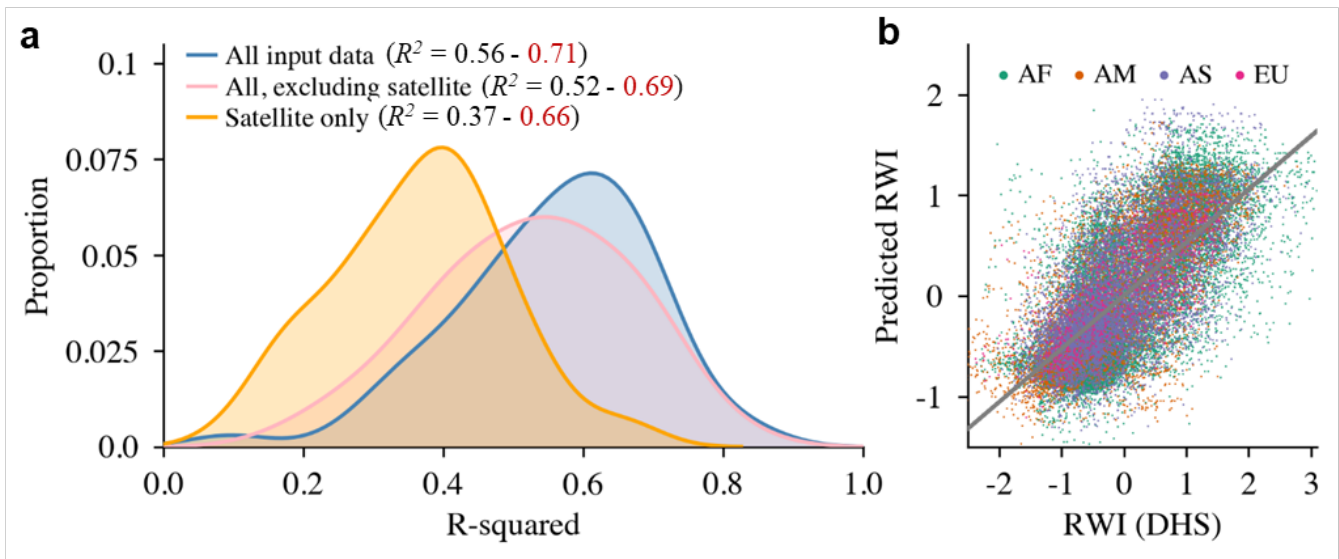 a
All input data (R² = 0.56 - 0.71)
All, excluding satellite (R² = 0.52 - 0.69)
Satellite only (R² = 0.37 - 0.66)
0.1
0.075
0.05
0.025
0.0
Proportion
0.0 0.2 0.4 0.6 0.8 1.0
R-squared
b
AF AM AS EU
2
1
0
-1
Predicted RWI
-2 -1 0 1 2 3
RWI (DHS)